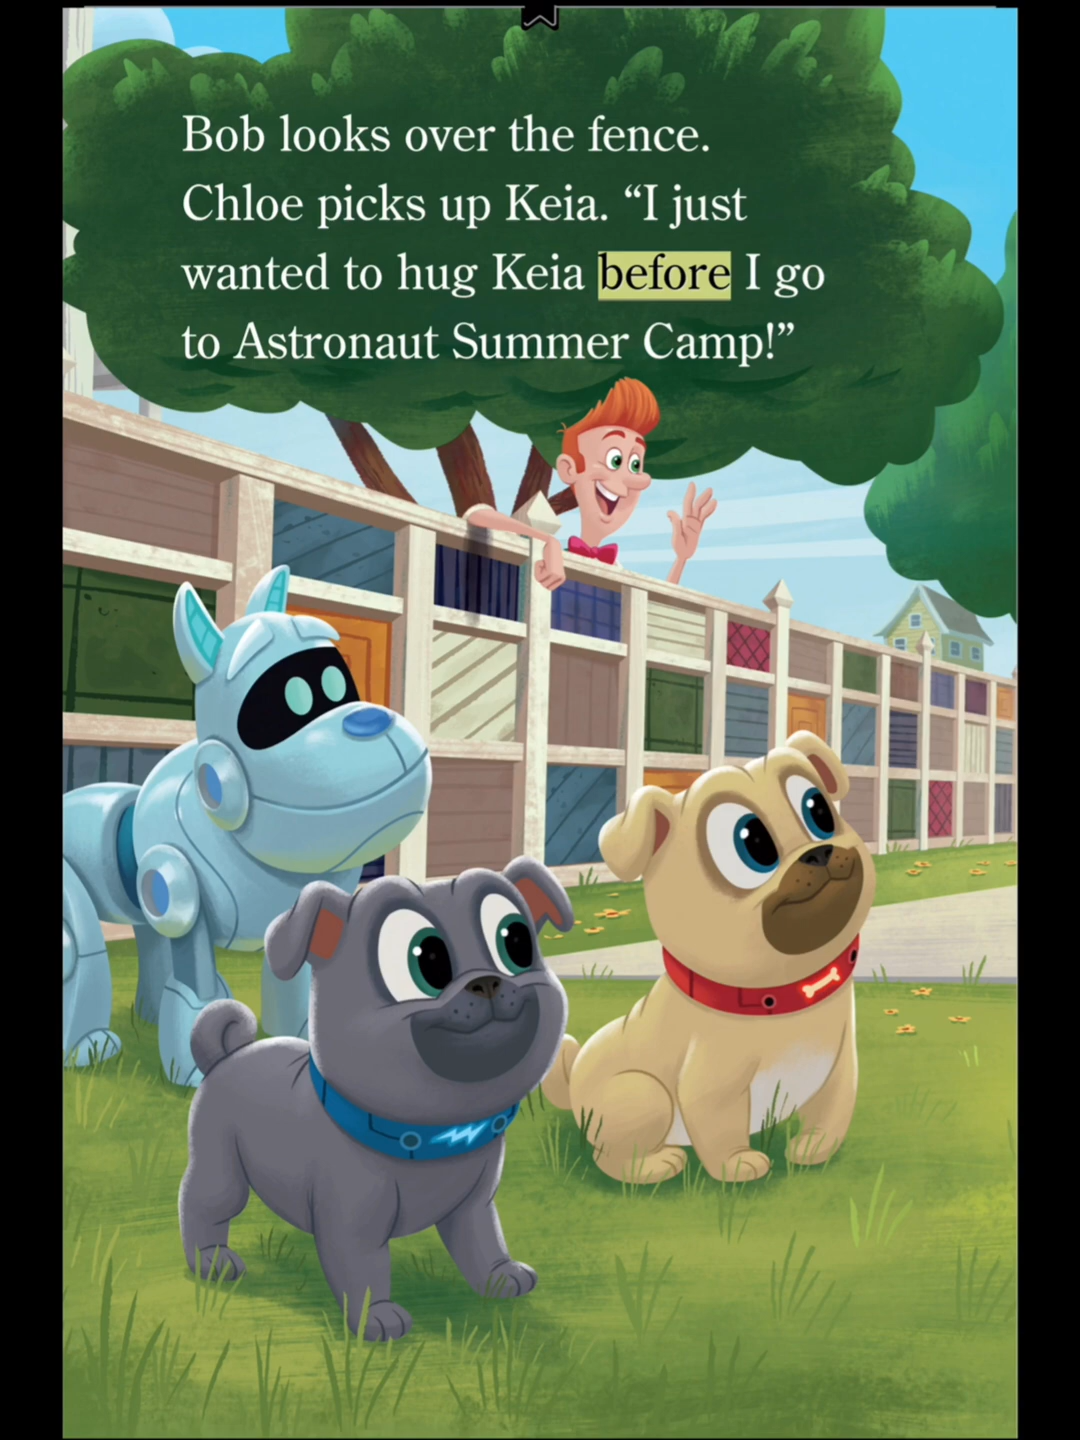 Bob looks over the fence.
Chloe picks up Keia. “I just
wanted to hug Keia before I go
to Astronaut Summer Camp!”